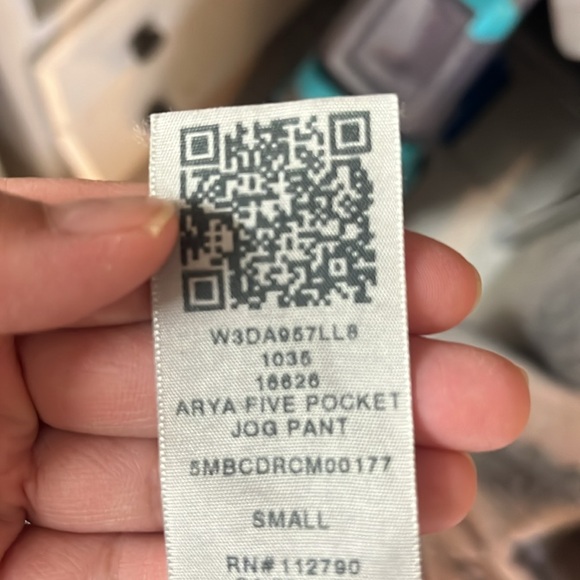 W3DA957LL8
1035
16626
ARYA FIVE POCKET
JOG PANT
5MBCDRCM00177
SMALL
RN#112790